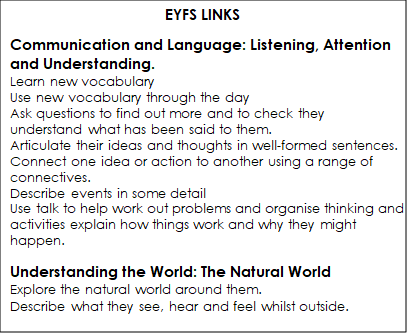 EYFS LINKS
Communication and Language: Listening, Attention
and Understanding.
Learn new vocabulary
Use new vocabulary through the day
Ask questions to find out more and to check they
understand what has been said to them.
Articulate their ideas and thoughts in well-formed sentences.
Connect one idea or action to another using a range of
connectives.
Describe events in some detail
Use talk to help work out problems and organise thinking and
activities explain how things work and why they might
happen.
Understanding the World: The Natural World
Explore the natural world around them.
Describe what they see, hear and feel whilst outside.